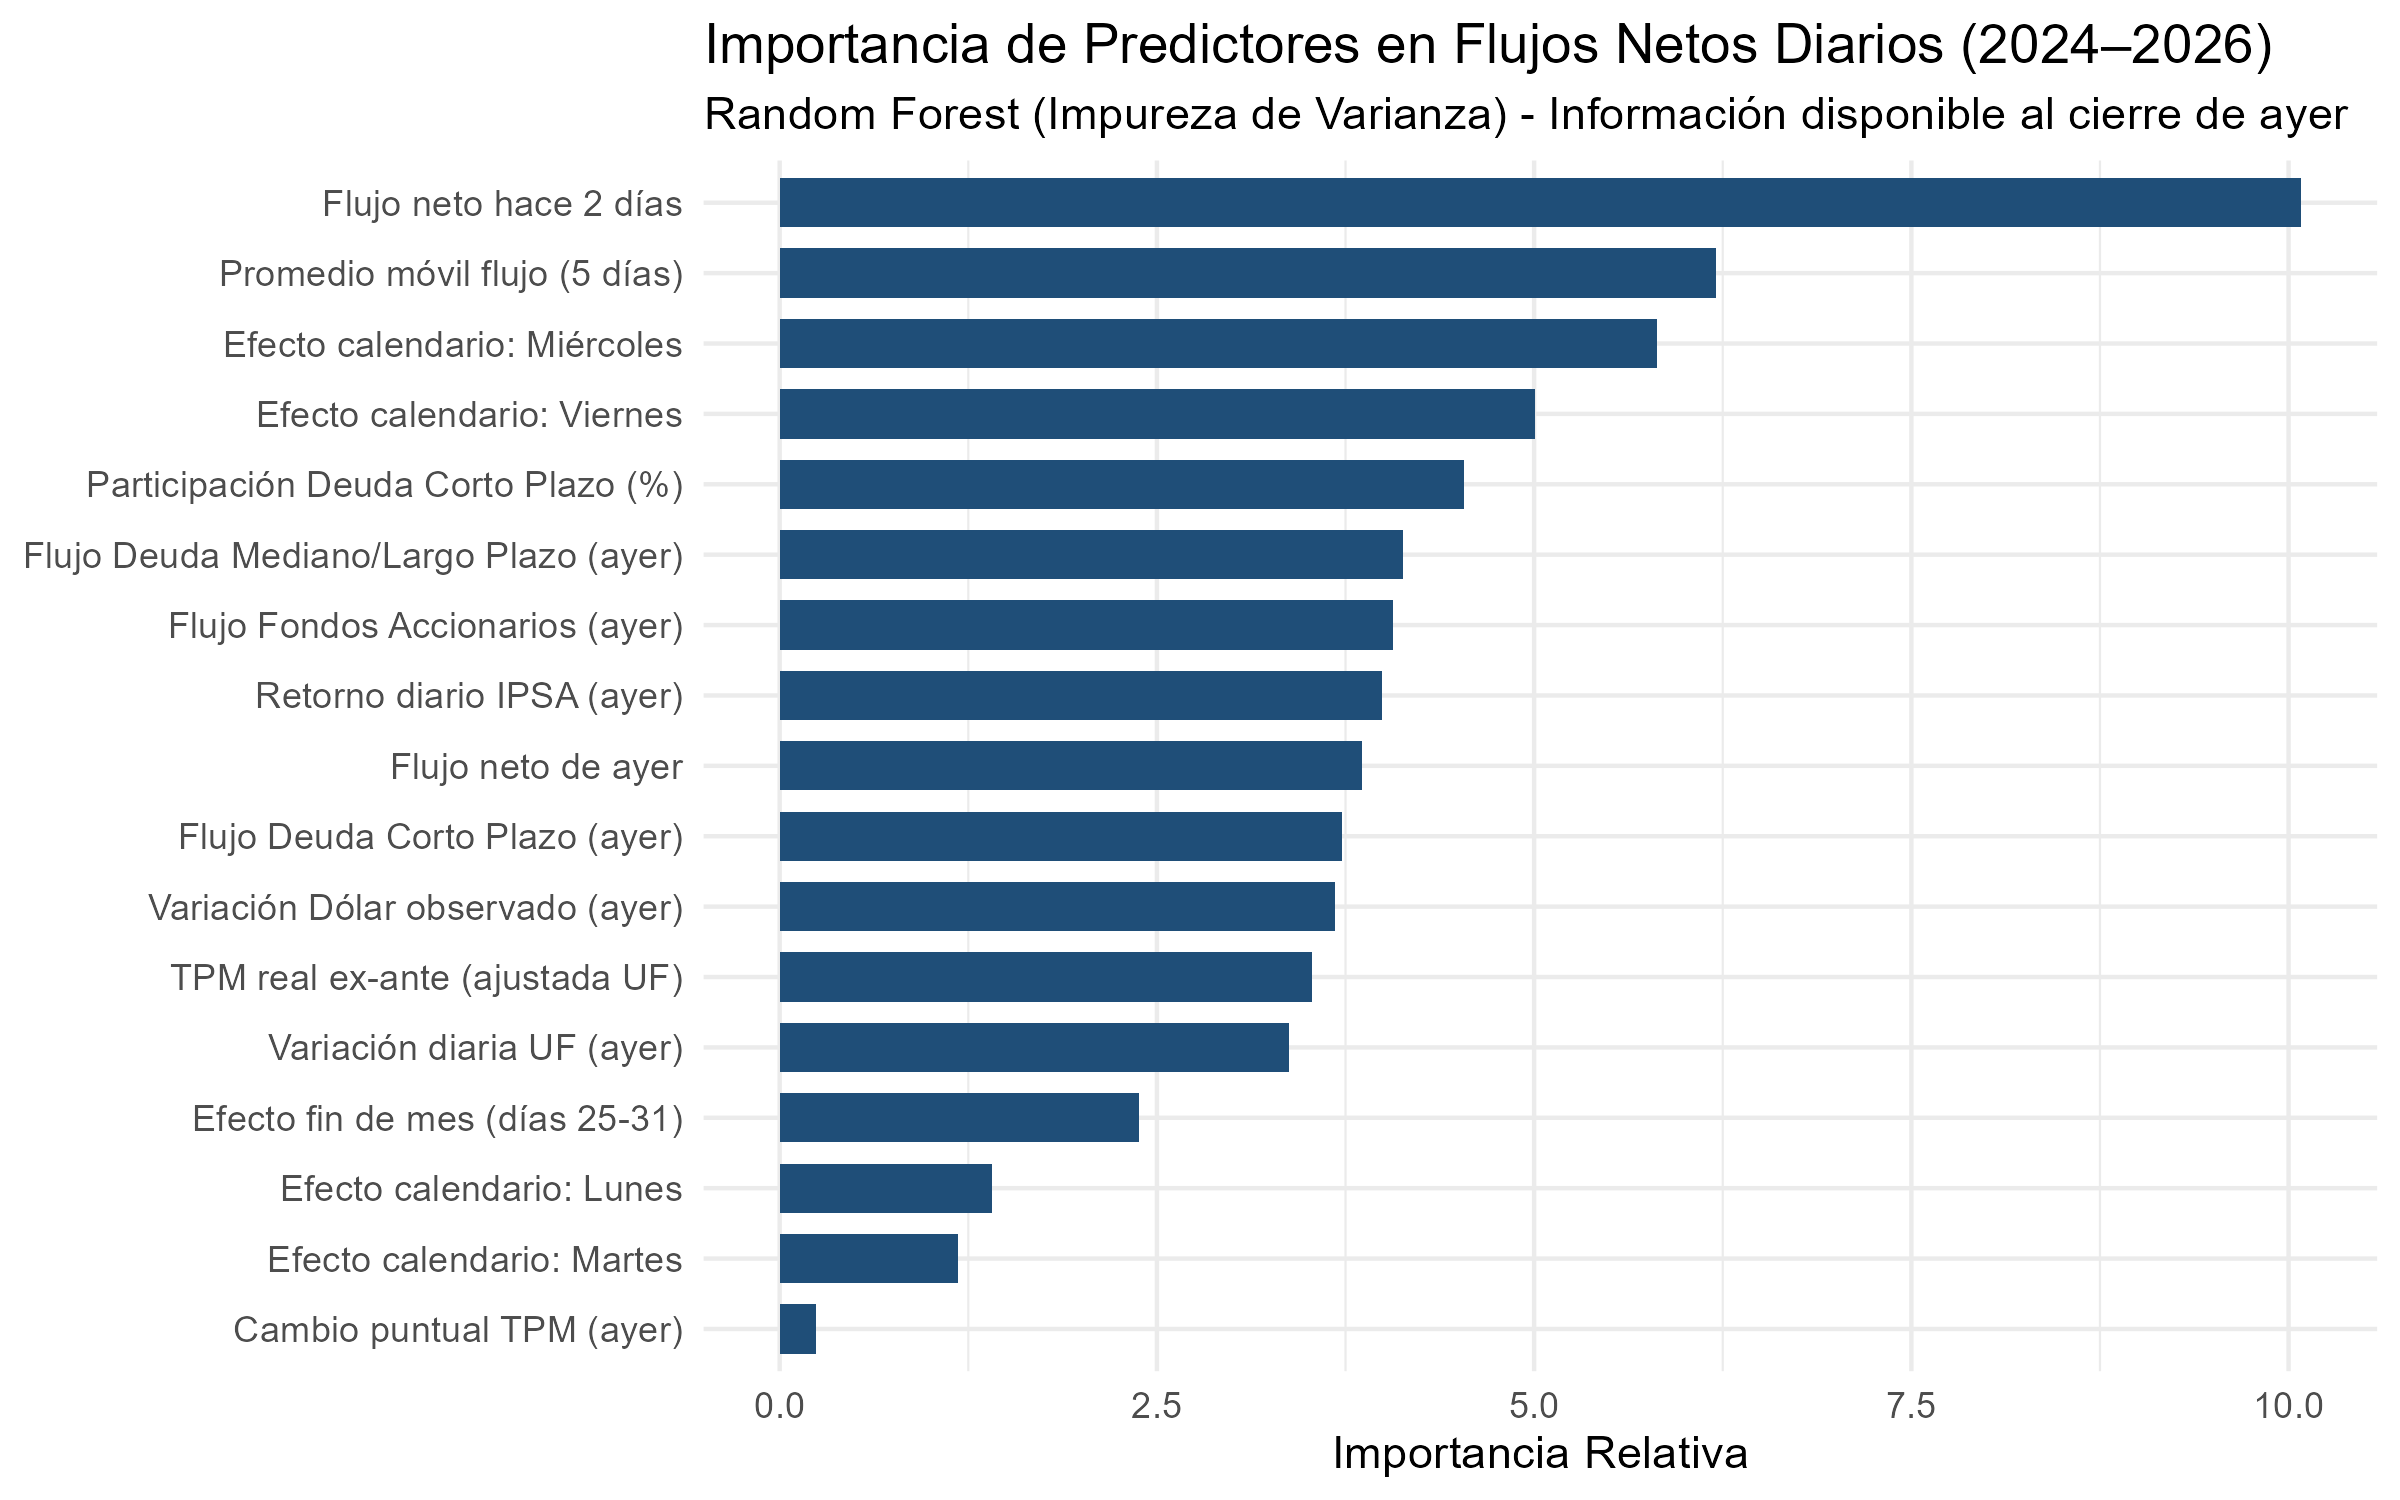 Importancia de Predictores en Flujos Netos Diarios (2024–2026)
Random Forest (Impureza de Varianza) - Información disponible al cierre de ayer
Flujo neto hace 2 días
Promedio móvil flujo (5 días)
Efecto calendario: Miércoles
Efecto calendario: Viernes
Participación Deuda Corto Plazo (%)
Flujo Deuda Mediano/Largo Plazo (ayer)
Flujo Fondos Accionarios (ayer)
Retorno diario IPSA (ayer)
Flujo neto de ayer
Flujo Deuda Corto Plazo (ayer)
Variación Dólar observado (ayer)
TPM real ex-ante (ajustada UF)
Variación diaria UF (ayer)
Efecto fin de mes (días 25-31)
Efecto calendario: Lunes
Efecto calendario: Martes
Cambio puntual TPM (ayer)
0.0 2.5 5.0 7.5 10.0
Importancia Relativa